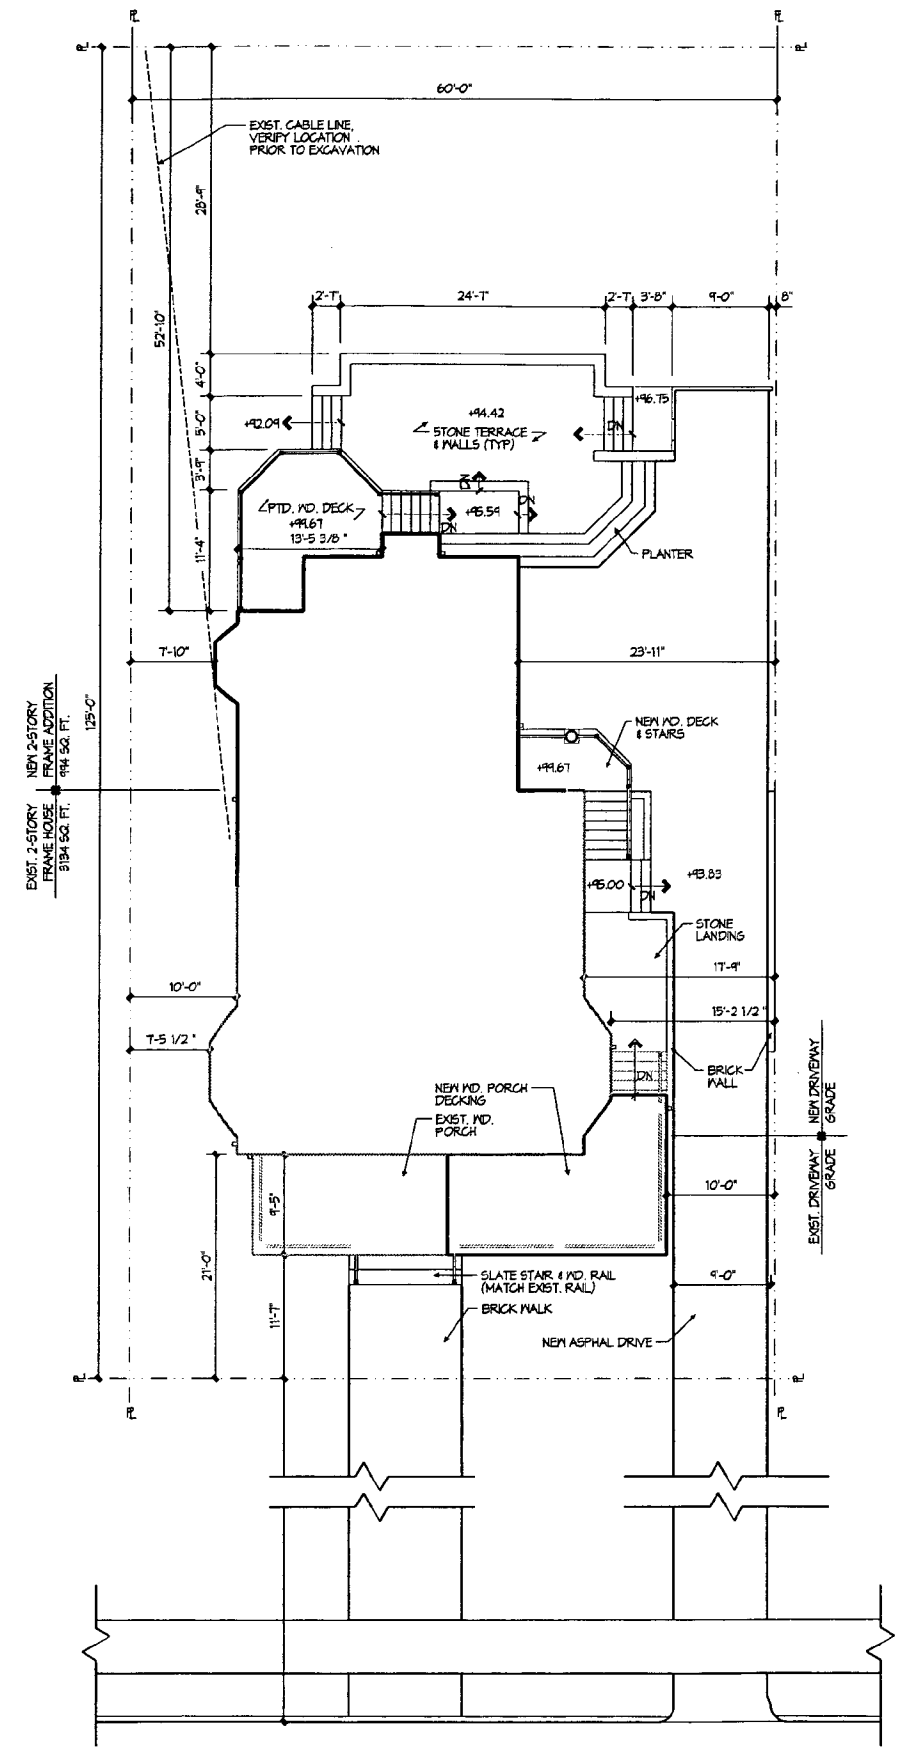 PL
PL
PL
PL
60'-0"
EXIST. CABLE LINE,
VERIFY LOCATION
PRIOR TO EXCAVATION
28'-9"
52'-10"
2'-7"
24'-7"
2'-7"
3'-8"
9'-0"
8"
4'-0"
5'-0"
3'-9"
11'-4"
+92.09
+94.42
STONE TERRACE
& WALLS (TYP)
+96.75
DN
DN
PTD. WD. DECK
+99.67
13'-5 3/8 "
+95.59
DN
DN
PLANTER
7'-10"
23'-11"
125'-0"
NEW 2-STORY
FRAME ADDITION
994 SQ. FT.
EXIST. 2-STORY
FRAME HOUSE
3134 SQ. FT.
NEW WD. DECK
& STAIRS
+99.67
+95.00
DN
+93.83
STONE
LANDING
17'-9"
10'-0"
15'-2 1/2 "
7'-5 1/2 "
BRICK
WALL
DN
NEW DRIVEWAY
GRADE
EXIST. DRIVEWAY
GRADE
NEW WD. PORCH
DECKING
EXIST. WD.
PORCH
10'-0"
9'-5"
21'-0"
11'-7"
SLATE STAIR & WD. RAIL
(MATCH EXIST. RAIL)
BRICK WALK
9'-0"
NEW ASPHAL DRIVE
PL
PL
PL
PL